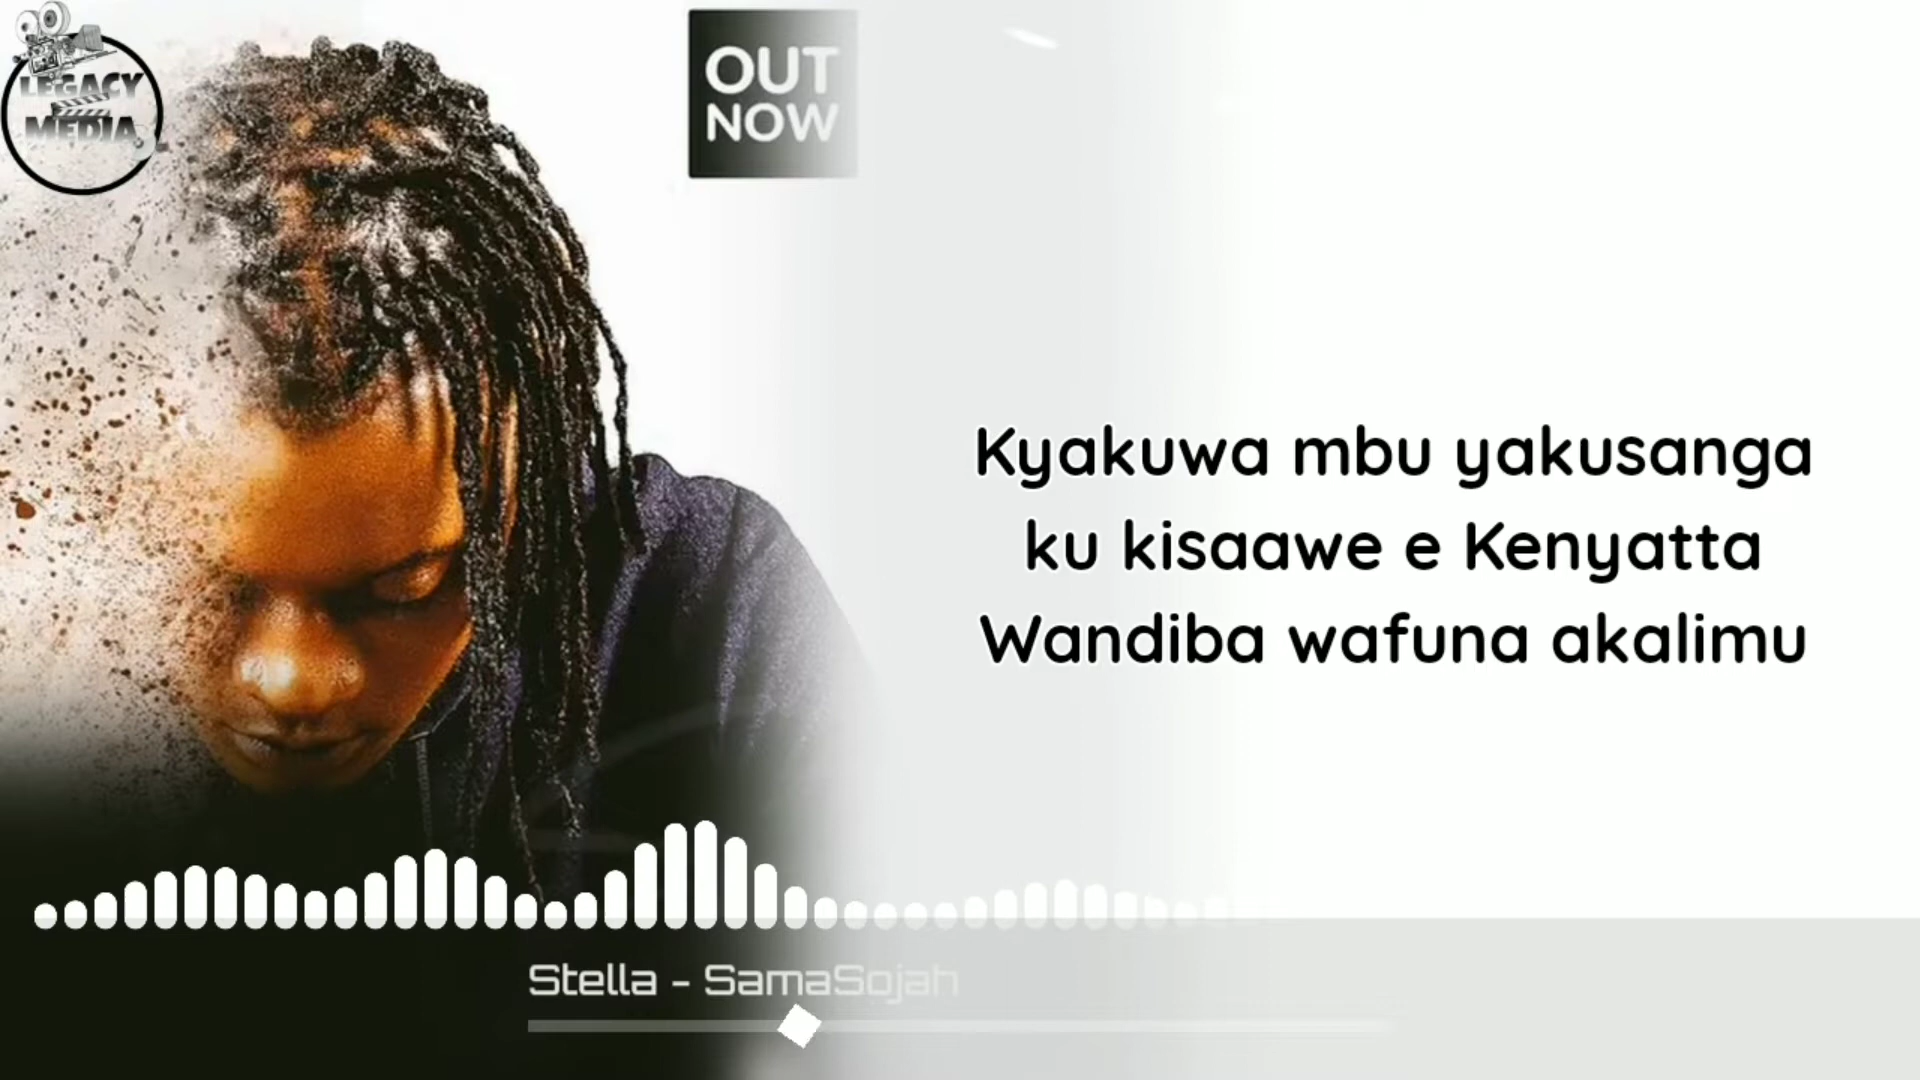 LEGACY
MEDIA
OUT
NOW
Kyakuwa mbu yakusanga
ku kisaawe e Kenyatta
Wandiba wafuna akalimu
Stella - SamaSojah